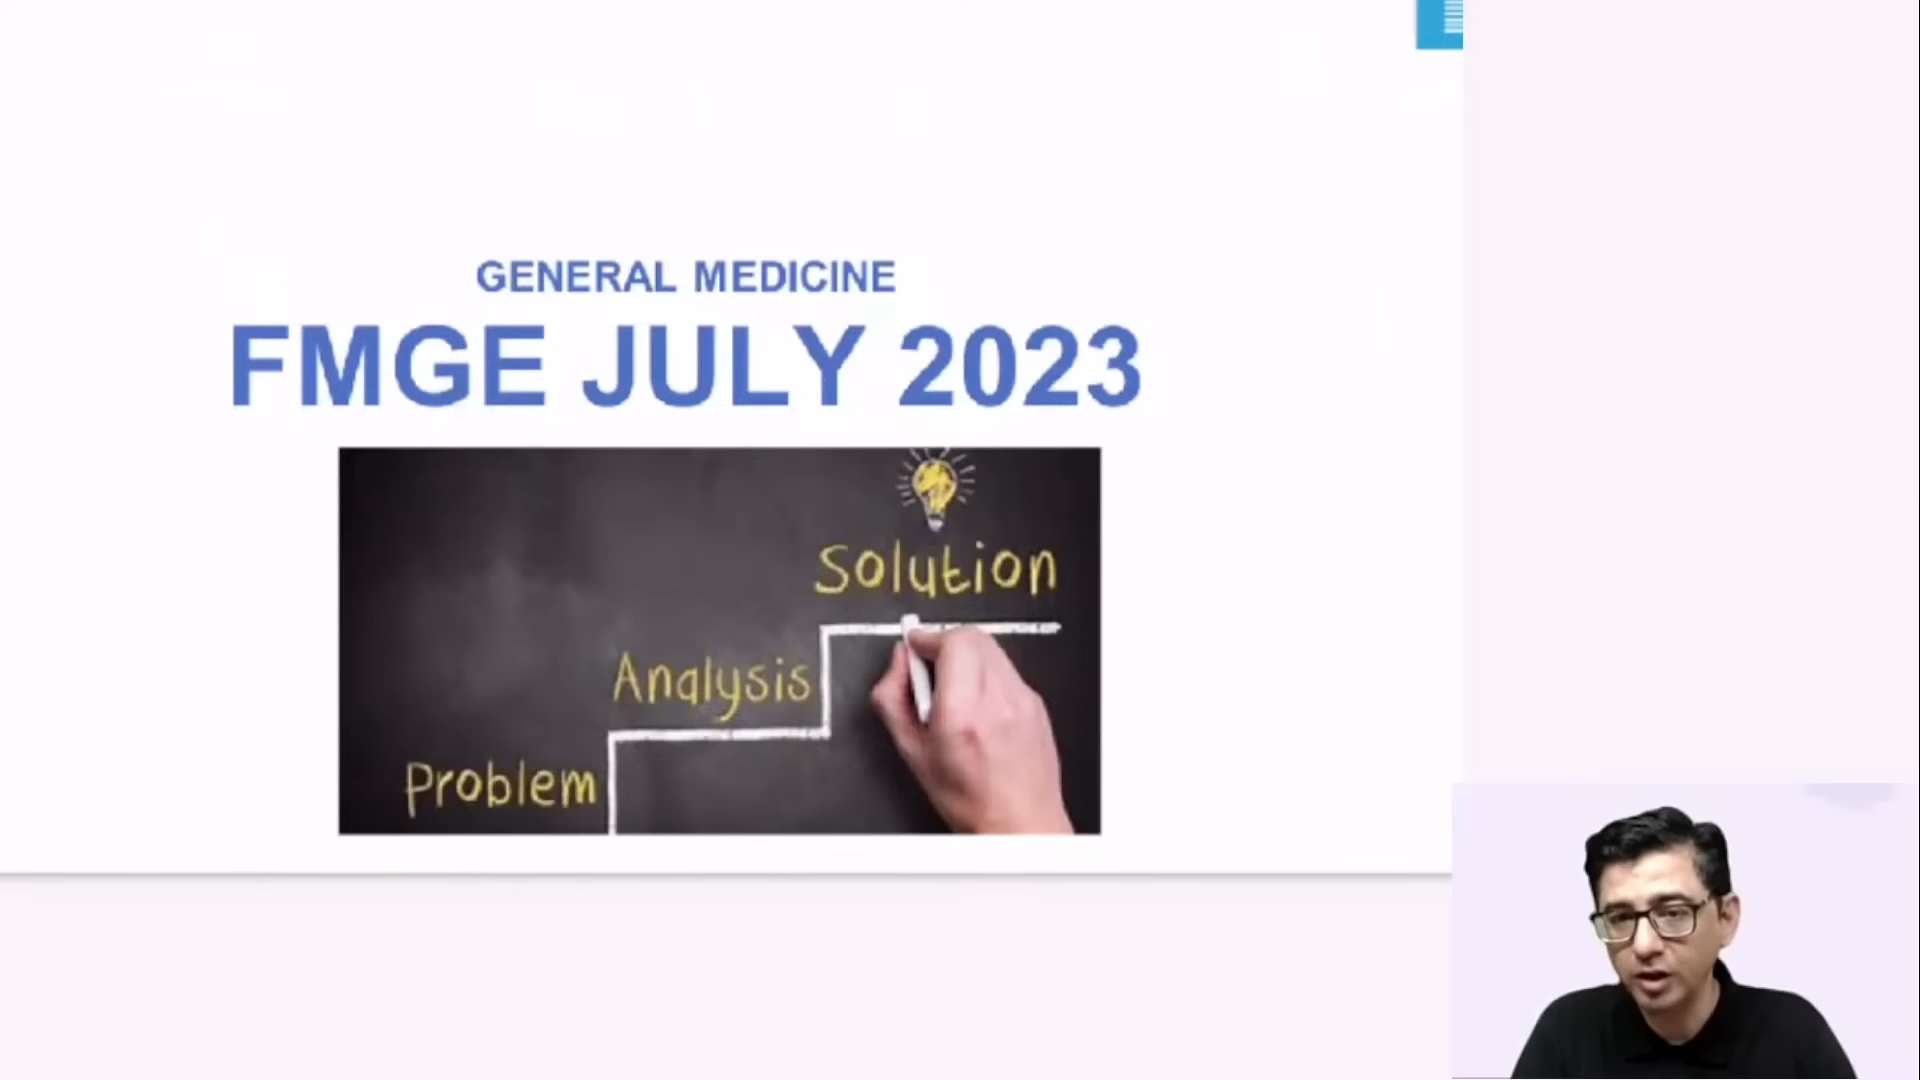 GENERAL MEDICINE
FMGE JULY 2023
Solution
Analysis
Problem